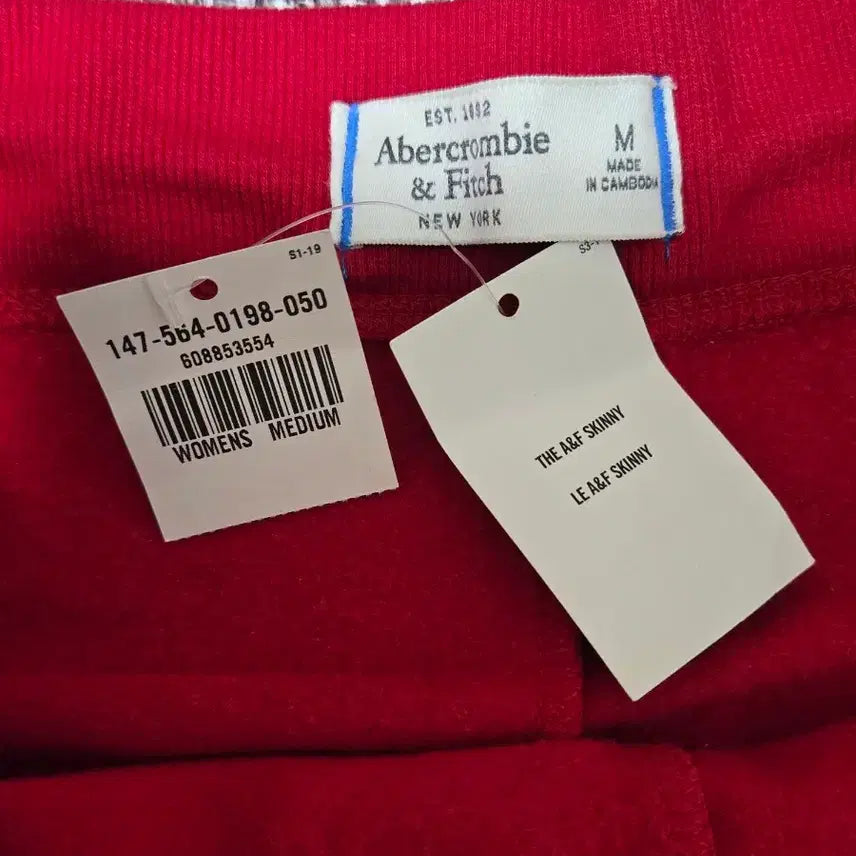 EST. 1892
Abercrombie
& Fitch
NEW YORK
M
MADE
IN CAMBODIA
S1-19
147-564-0198-050
608853554
WOMENS MEDIUM
THE A&F SKINNY
LE A&F SKINNY